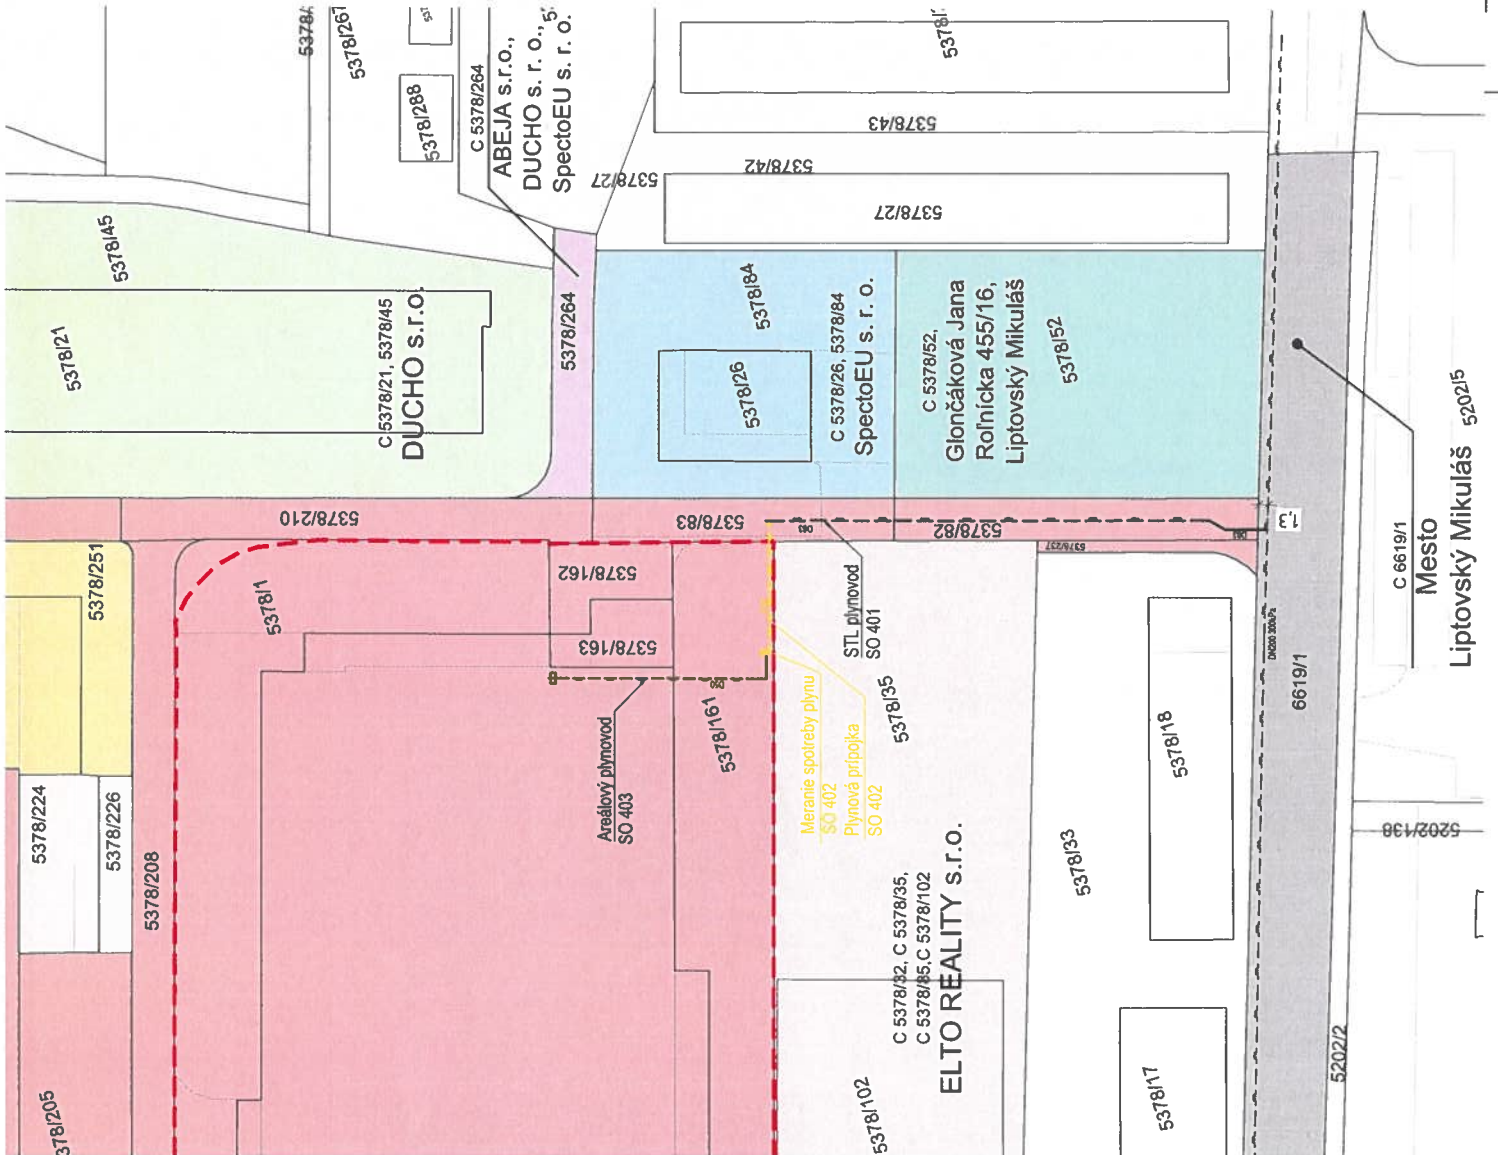 5378/267
5378/288
C 5378/264
ABEJA s.r.o.,
DUCHO s. r. o.,
SpectoEU s. r. o.
5378/43
5378/42
5378/27
5378/27
5378/45
5378/21
C 5378/21, 5378/45
DUCHO s.r.o.
5378/264
5378/84
5378/26
C 5378/26, 5378/84
SpectoEU s. r. o.
C 5378/52,
Glončáková Jana
Roľnícka 455/16,
Liptovský Mikuláš
5378/52
5202/5
C 6619/1
Mesto
Liptovský Mikuláš
5378/210
5378/83
5378/82
5378/237
1,3
5378/251
5378/1
5378/162
5378/163
STL plynovod
SO 401
5378/224
5378/226
5378/208
Areálový plynovod
SO 403
5378/161
Meranie spotreby plynu
SO 402
Plynová prípojka
SO 402
5378/35
5378/18
6619/1
5202/138
C 5378/32, C 5378/35,
C 5378/85,C 5378/102
ELTO REALITY s.r.o.
5378/33
5378/102
5378/17
5202/2
378/205